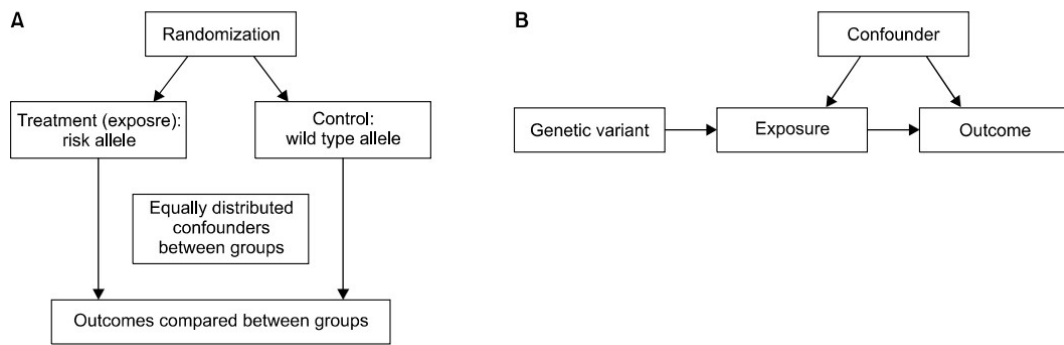 A
Randomization
Treatment (exposre):
risk allele
Control:
wild type allele
Equally distributed
confounders
between groups
Outcomes compared between groups
B
Confounder
Genetic variant
Exposure
Outcome